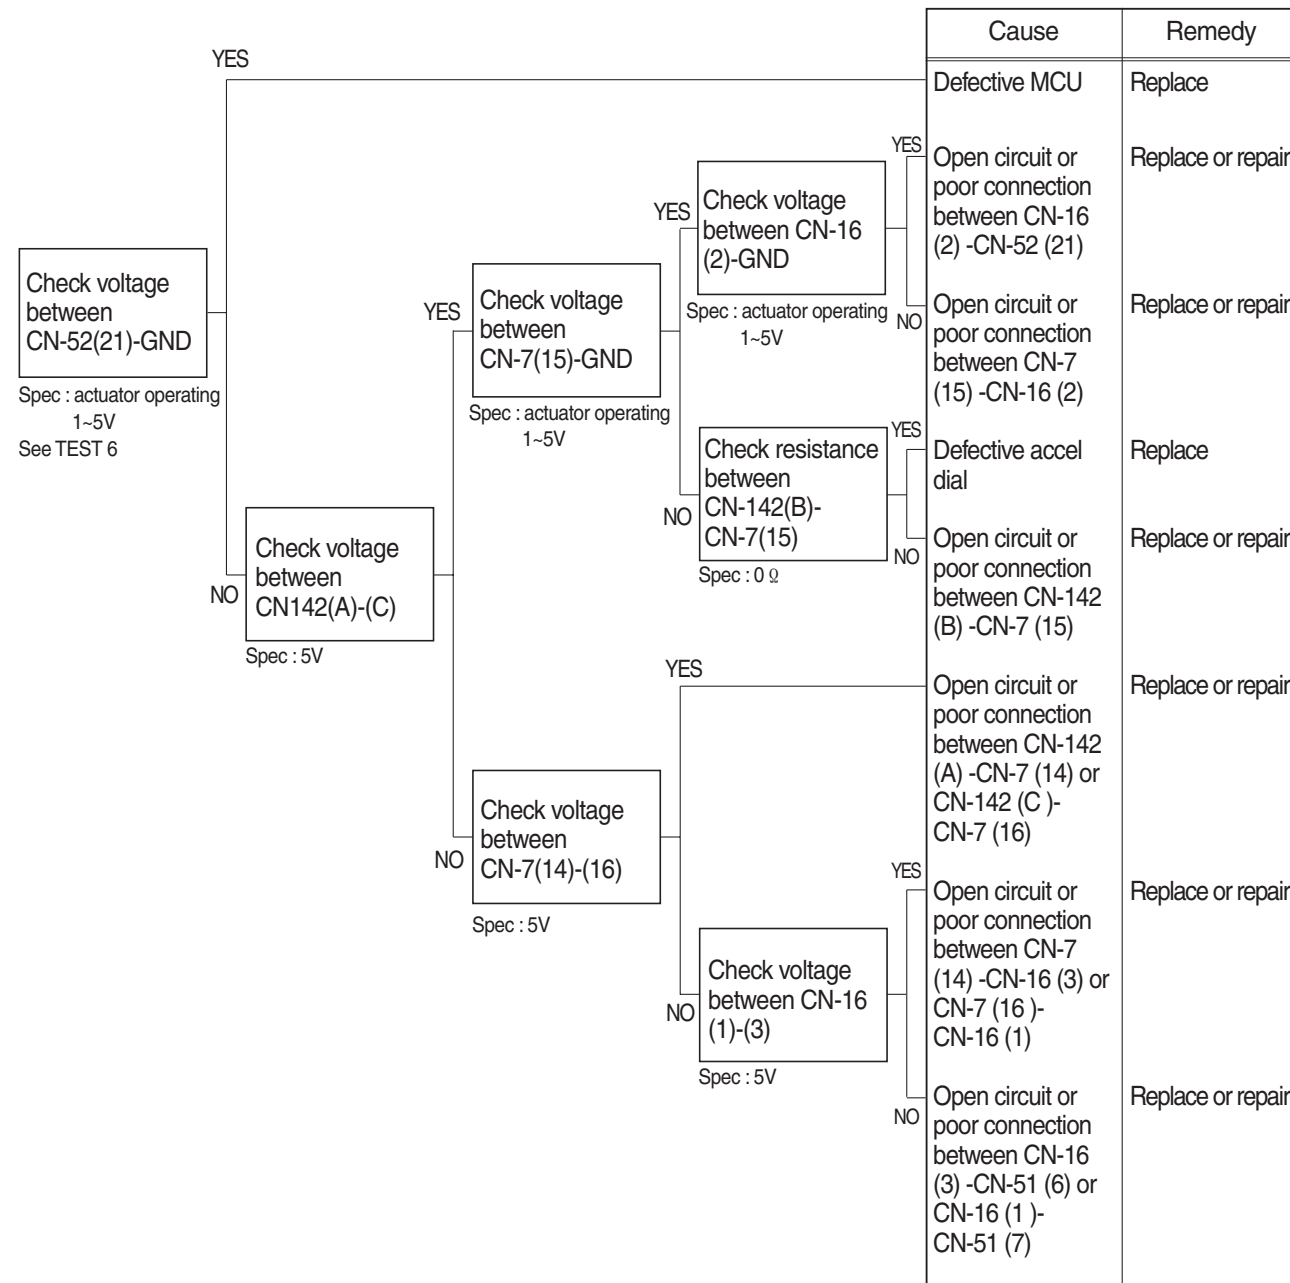 Cause
Remedy
YES
Defective MCU
Replace
YES
Open circuit or
poor connection
between CN-16
(2) -CN-52 (21)
Replace or repair
YES
Check voltage
between CN-16
(2)-GND
Spec : actuator operating
1~5V
NO
Open circuit or
poor connection
between CN-7
(15) -CN-16 (2)
Replace or repair
Check voltage
between
CN-52(21)-GND
Spec : actuator operating
1~5V
See TEST 6
YES
Check voltage
between
CN-7(15)-GND
Spec : actuator operating
1~5V
YES
Defective accel
dial
Replace
NO
Check resistance
between
CN-142(B)-
CN-7(15)
Spec : 0 Ω
NO
Open circuit or
poor connection
between CN-142
(B) -CN-7 (15)
Replace or repair
NO
Check voltage
between
CN142(A)-(C)
Spec : 5V
YES
Open circuit or
poor connection
between CN-142
(A) -CN-7 (14) or
CN-142 (C )-
CN-7 (16)
Replace or repair
NO
Check voltage
between
CN-7(14)-(16)
Spec : 5V
YES
Open circuit or
poor connection
between CN-7
(14) -CN-16 (3) or
CN-7 (16 )-
CN-16 (1)
Replace or repair
NO
Check voltage
between CN-16
(1)-(3)
Spec : 5V
NO
Open circuit or
poor connection
between CN-16
(3) -CN-51 (6) or
CN-16 (1 )-
CN-51 (7)
Replace or repair